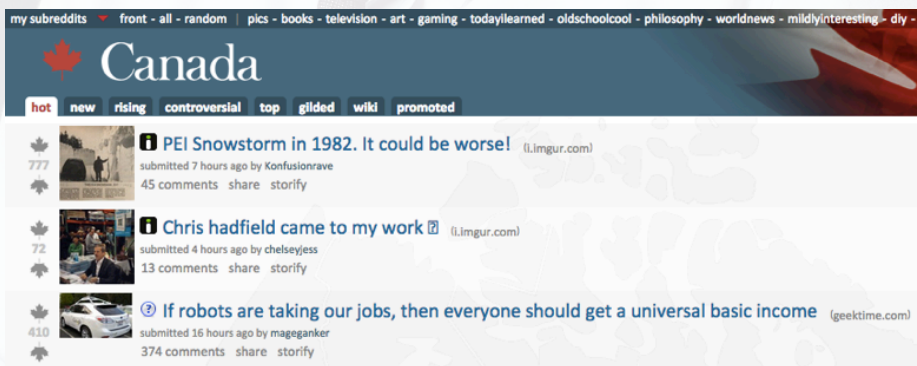 my subreddits front - all - random | pics - books - television - art - gaming - todayilearned - oldschoolcool - philosophy - worldnews - mildlyinteresting - diy -
Canada
hot new rising controversial top gilded wiki promoted
PEI Snowstorm in 1982. It could be worse! (i.imgur.com)
777
submitted 7 hours ago by Konfusionrave
45 comments share storify
Chris hadfield came to my work (i.imgur.com)
72
submitted 4 hours ago by chelseyjess
13 comments share storify
If robots are taking our jobs, then everyone should get a universal basic income (geektime.com)
410
submitted 16 hours ago by mageganker
374 comments share storify